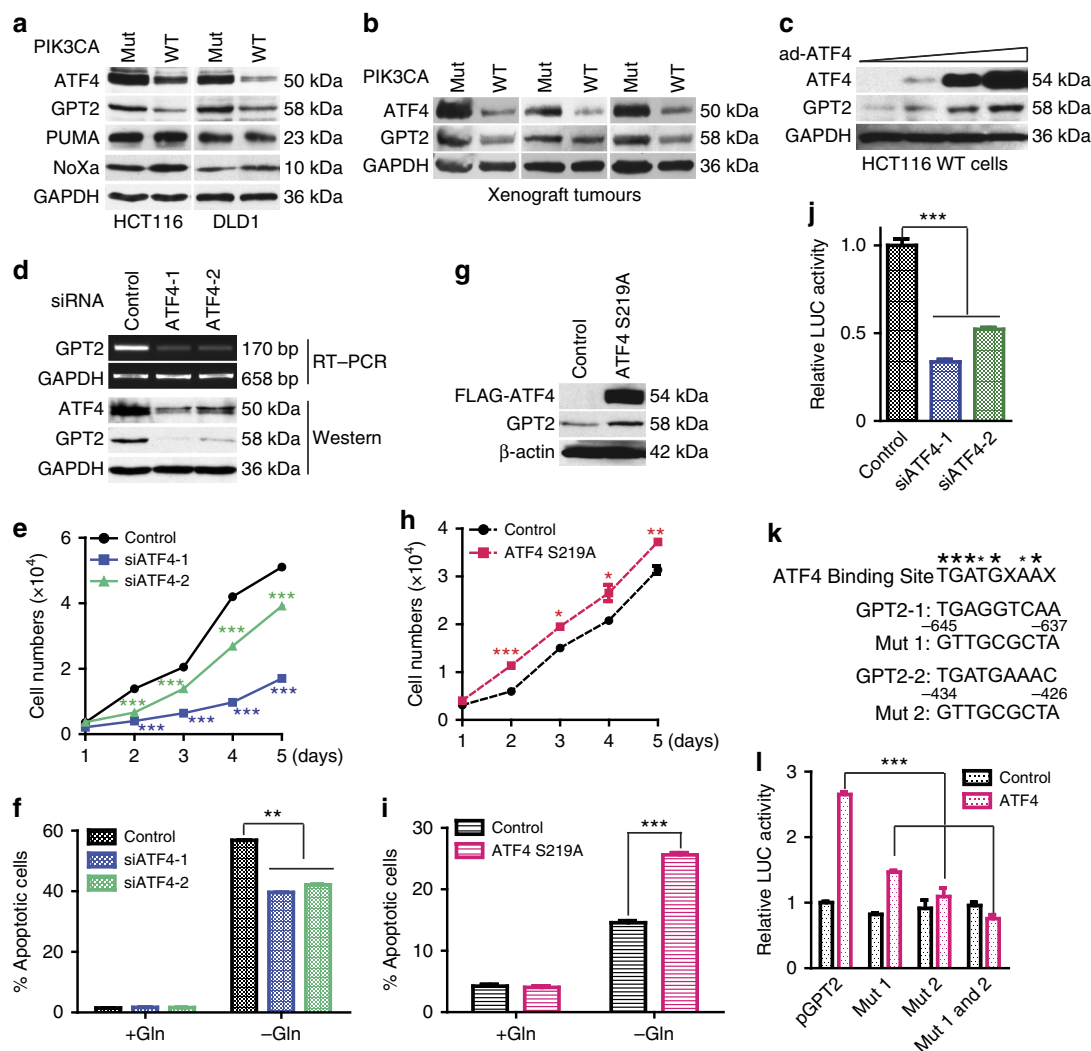 a
PIK3CA Mut WT Mut WT
ATF4 50 kDa
GPT2 58 kDa
PUMA 23 kDa
NoXa 10 kDa
GAPDH 36 kDa
HCT116 DLD1
b
PIK3CA Mut WT Mut WT Mut WT
ATF4 50 kDa
GPT2 58 kDa
GAPDH 36 kDa
Xenograft tumours
c
ad-ATF4
ATF4 54 kDa
GPT2 58 kDa
GAPDH 36 kDa
HCT116 WT cells
d
siRNA Control ATF4-1 ATF4-2
GPT2 170 bp
GAPDH 658 bp
RT–PCR
ATF4 50 kDa
GPT2 58 kDa
GAPDH 36 kDa
Western
g
Control ATF4 S219A
FLAG-ATF4 54 kDa
GPT2 58 kDa
β-actin 42 kDa
j
Relative LUC activity
1.0
0.5
0
***
Control siATF4-1 siATF4-2
e
Cell numbers (×10⁴)
6
4
2
0
Control
siATF4-1
siATF4-2
*** *** *** ***
*** *** *** ***
1 2 3 4 5 (days)
h
Cell numbers (×10⁴)
4
3
2
1
0
Control
ATF4 S219A
*** * * **
1 2 3 4 5 (days)
k
*****  **
ATF4 Binding Site TGATGXAAX
GPT2-1: TGAGGTCAA
−645 −637
Mut 1: GTTGCGCTA
GPT2-2: TGATGAAAC
−434 −426
Mut 2: GTTGCGCTA
f
% Apoptotic cells
60
40
20
0
Control
siATF4-1
siATF4-2
**
+Gln −Gln
i
% Apoptotic cells
30
20
10
0
Control
ATF4 S219A
***
+Gln −Gln
l
Relative LUC activity
3
2
1
0
***
Control
ATF4
pGPT2 Mut 1 Mut 2 Mut 1 and 2